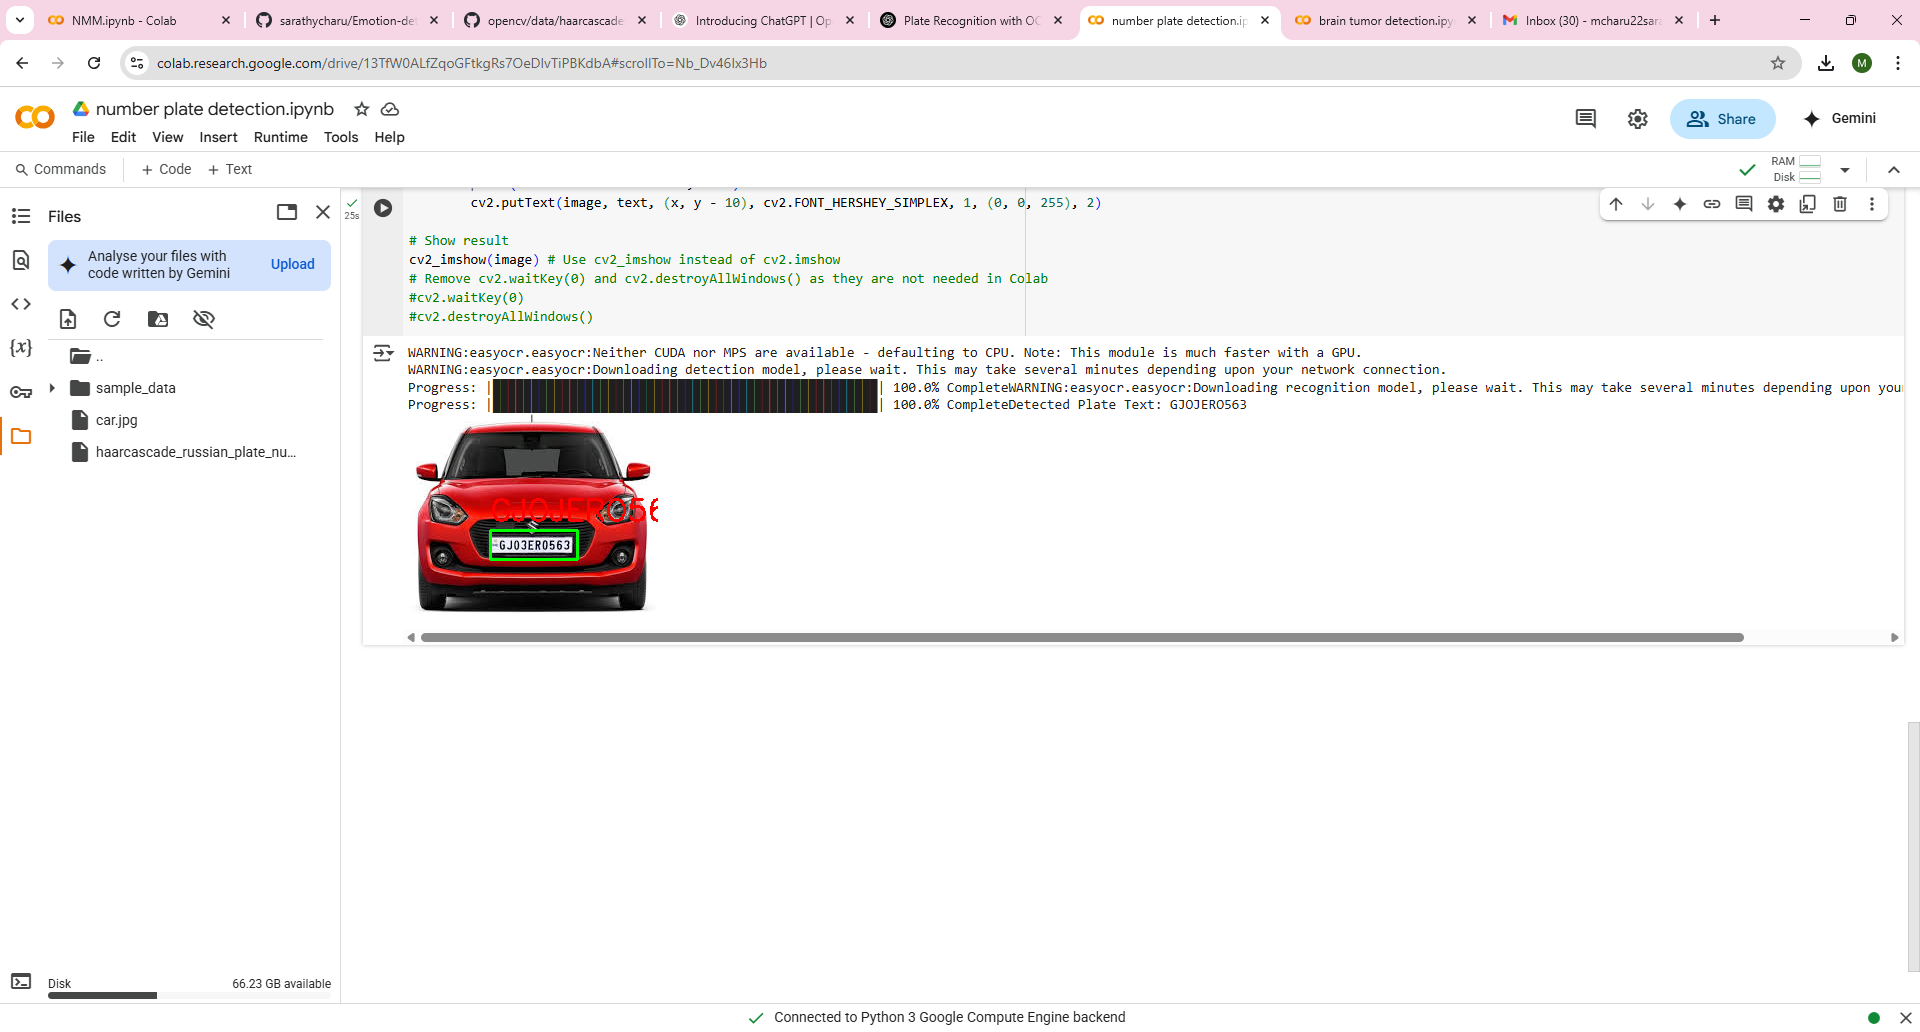 NMM.ipynb - Colab
sarathycharu/Emotion-de
opencv/data/haarcascade
Introducing ChatGPT | Op
Plate Recognition with OC
number plate detection.ip
brain tumor detection.ipy
Inbox (30) - mcharu22sara
colab.research.google.com/drive/13TfW0ALfZqoGFtkgRs7OeDlvTiPBKdbA#scrollTo=Nb_Dv46lx3Hb
M
number plate detection.ipynb
File Edit View Insert Runtime Tools Help
Share
Gemini
Commands
+ Code + Text
RAM
Disk
Files
Analyse your files with
code written by Gemini
Upload
..
sample_data
car.jpg
haarcascade_russian_plate_nu...
Disk
66.23 GB available
25s
cv2.putText(image, text, (x, y - 10), cv2.FONT_HERSHEY_SIMPLEX, 1, (0, 0, 255), 2)
# Show result
cv2_imshow(image) # Use cv2_imshow instead of cv2.imshow
# Remove cv2.waitKey(0) and cv2.destroyAllWindows() as they are not needed in Colab
#cv2.waitKey(0)
#cv2.destroyAllWindows()
WARNING:easyocr.easyocr:Neither CUDA nor MPS are available - defaulting to CPU. Note: This module is much faster with a GPU.
WARNING:easyocr.easyocr:Downloading detection model, please wait. This may take several minutes depending upon your network connection.
Progress: || 100.0% CompleteWARNING:easyocr.easyocr:Downloading recognition model, please wait. This may take several minutes depending upon you
Progress: || 100.0% CompleteDetected Plate Text: GJOJERO563
GJOJERO56
GJ03ER0563
Connected to Python 3 Google Compute Engine backend